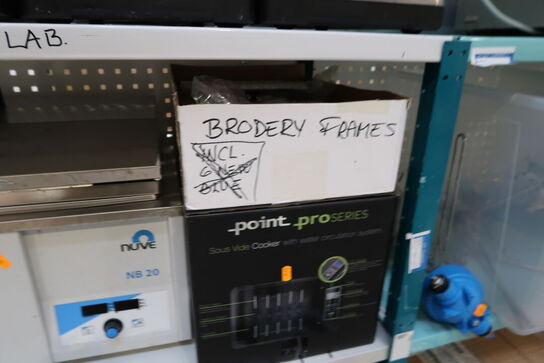 LAB.
BRODERY FRAMES
INCL.
6 NEW
BLUE
point PROSERIES
Sous Vide Cooker with water circulation system
nüve
NB 20